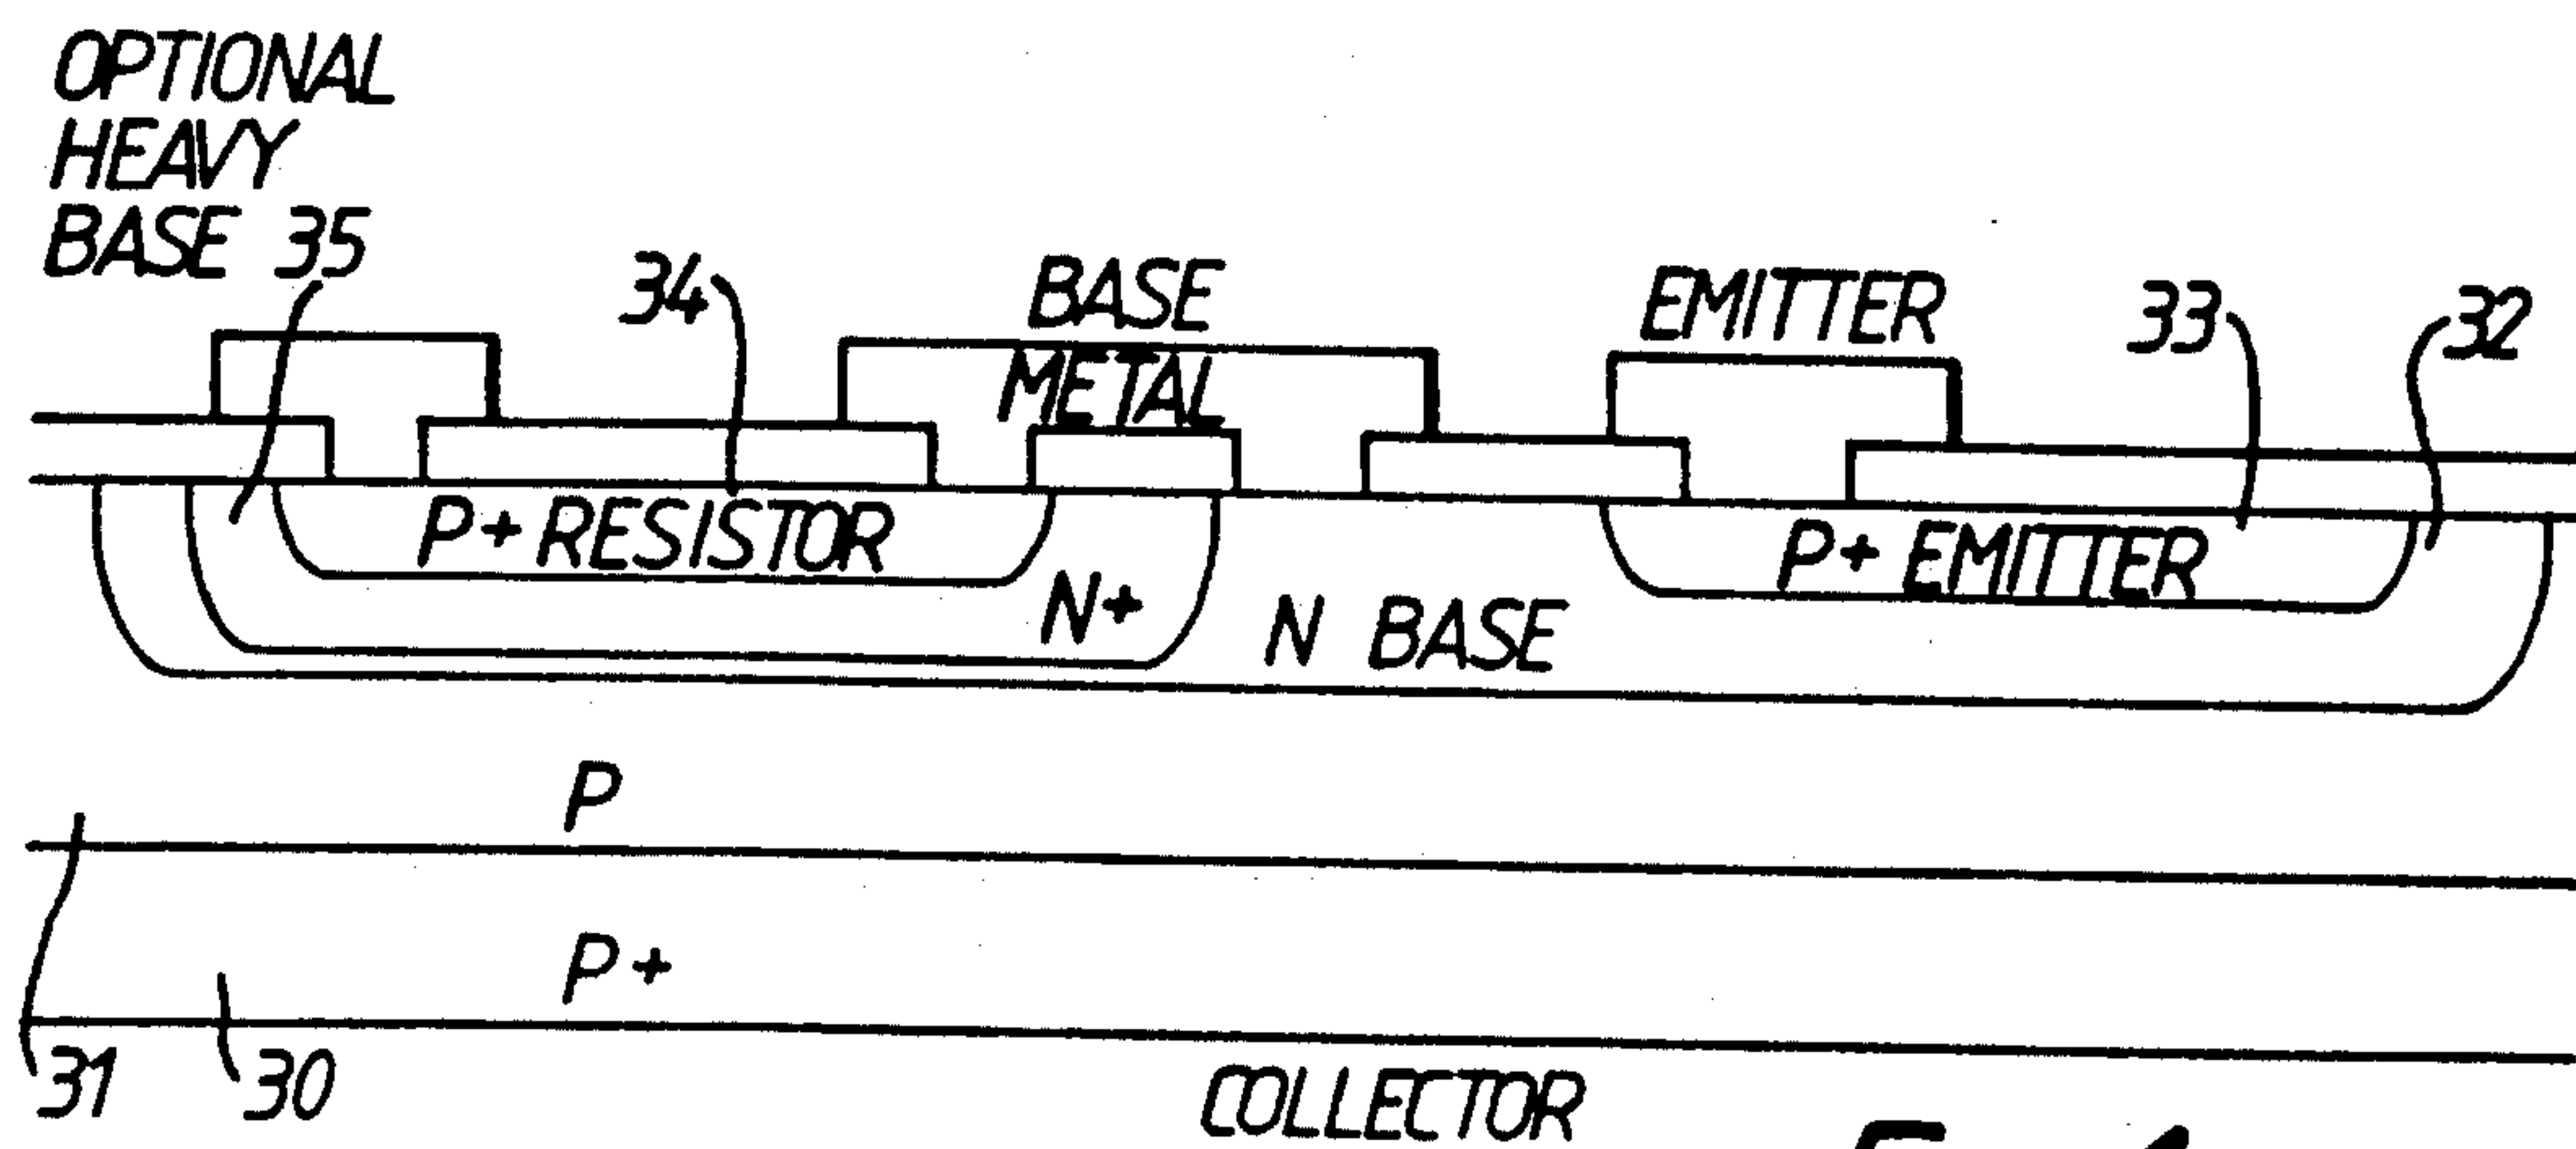 OPTIONAL
HEAVY
BASE 35
34
BASE
METAL
EMITTER
33
32
P+ RESISTOR
N+
N BASE
P+ EMITTER
P
P+
31
30
COLLECTOR